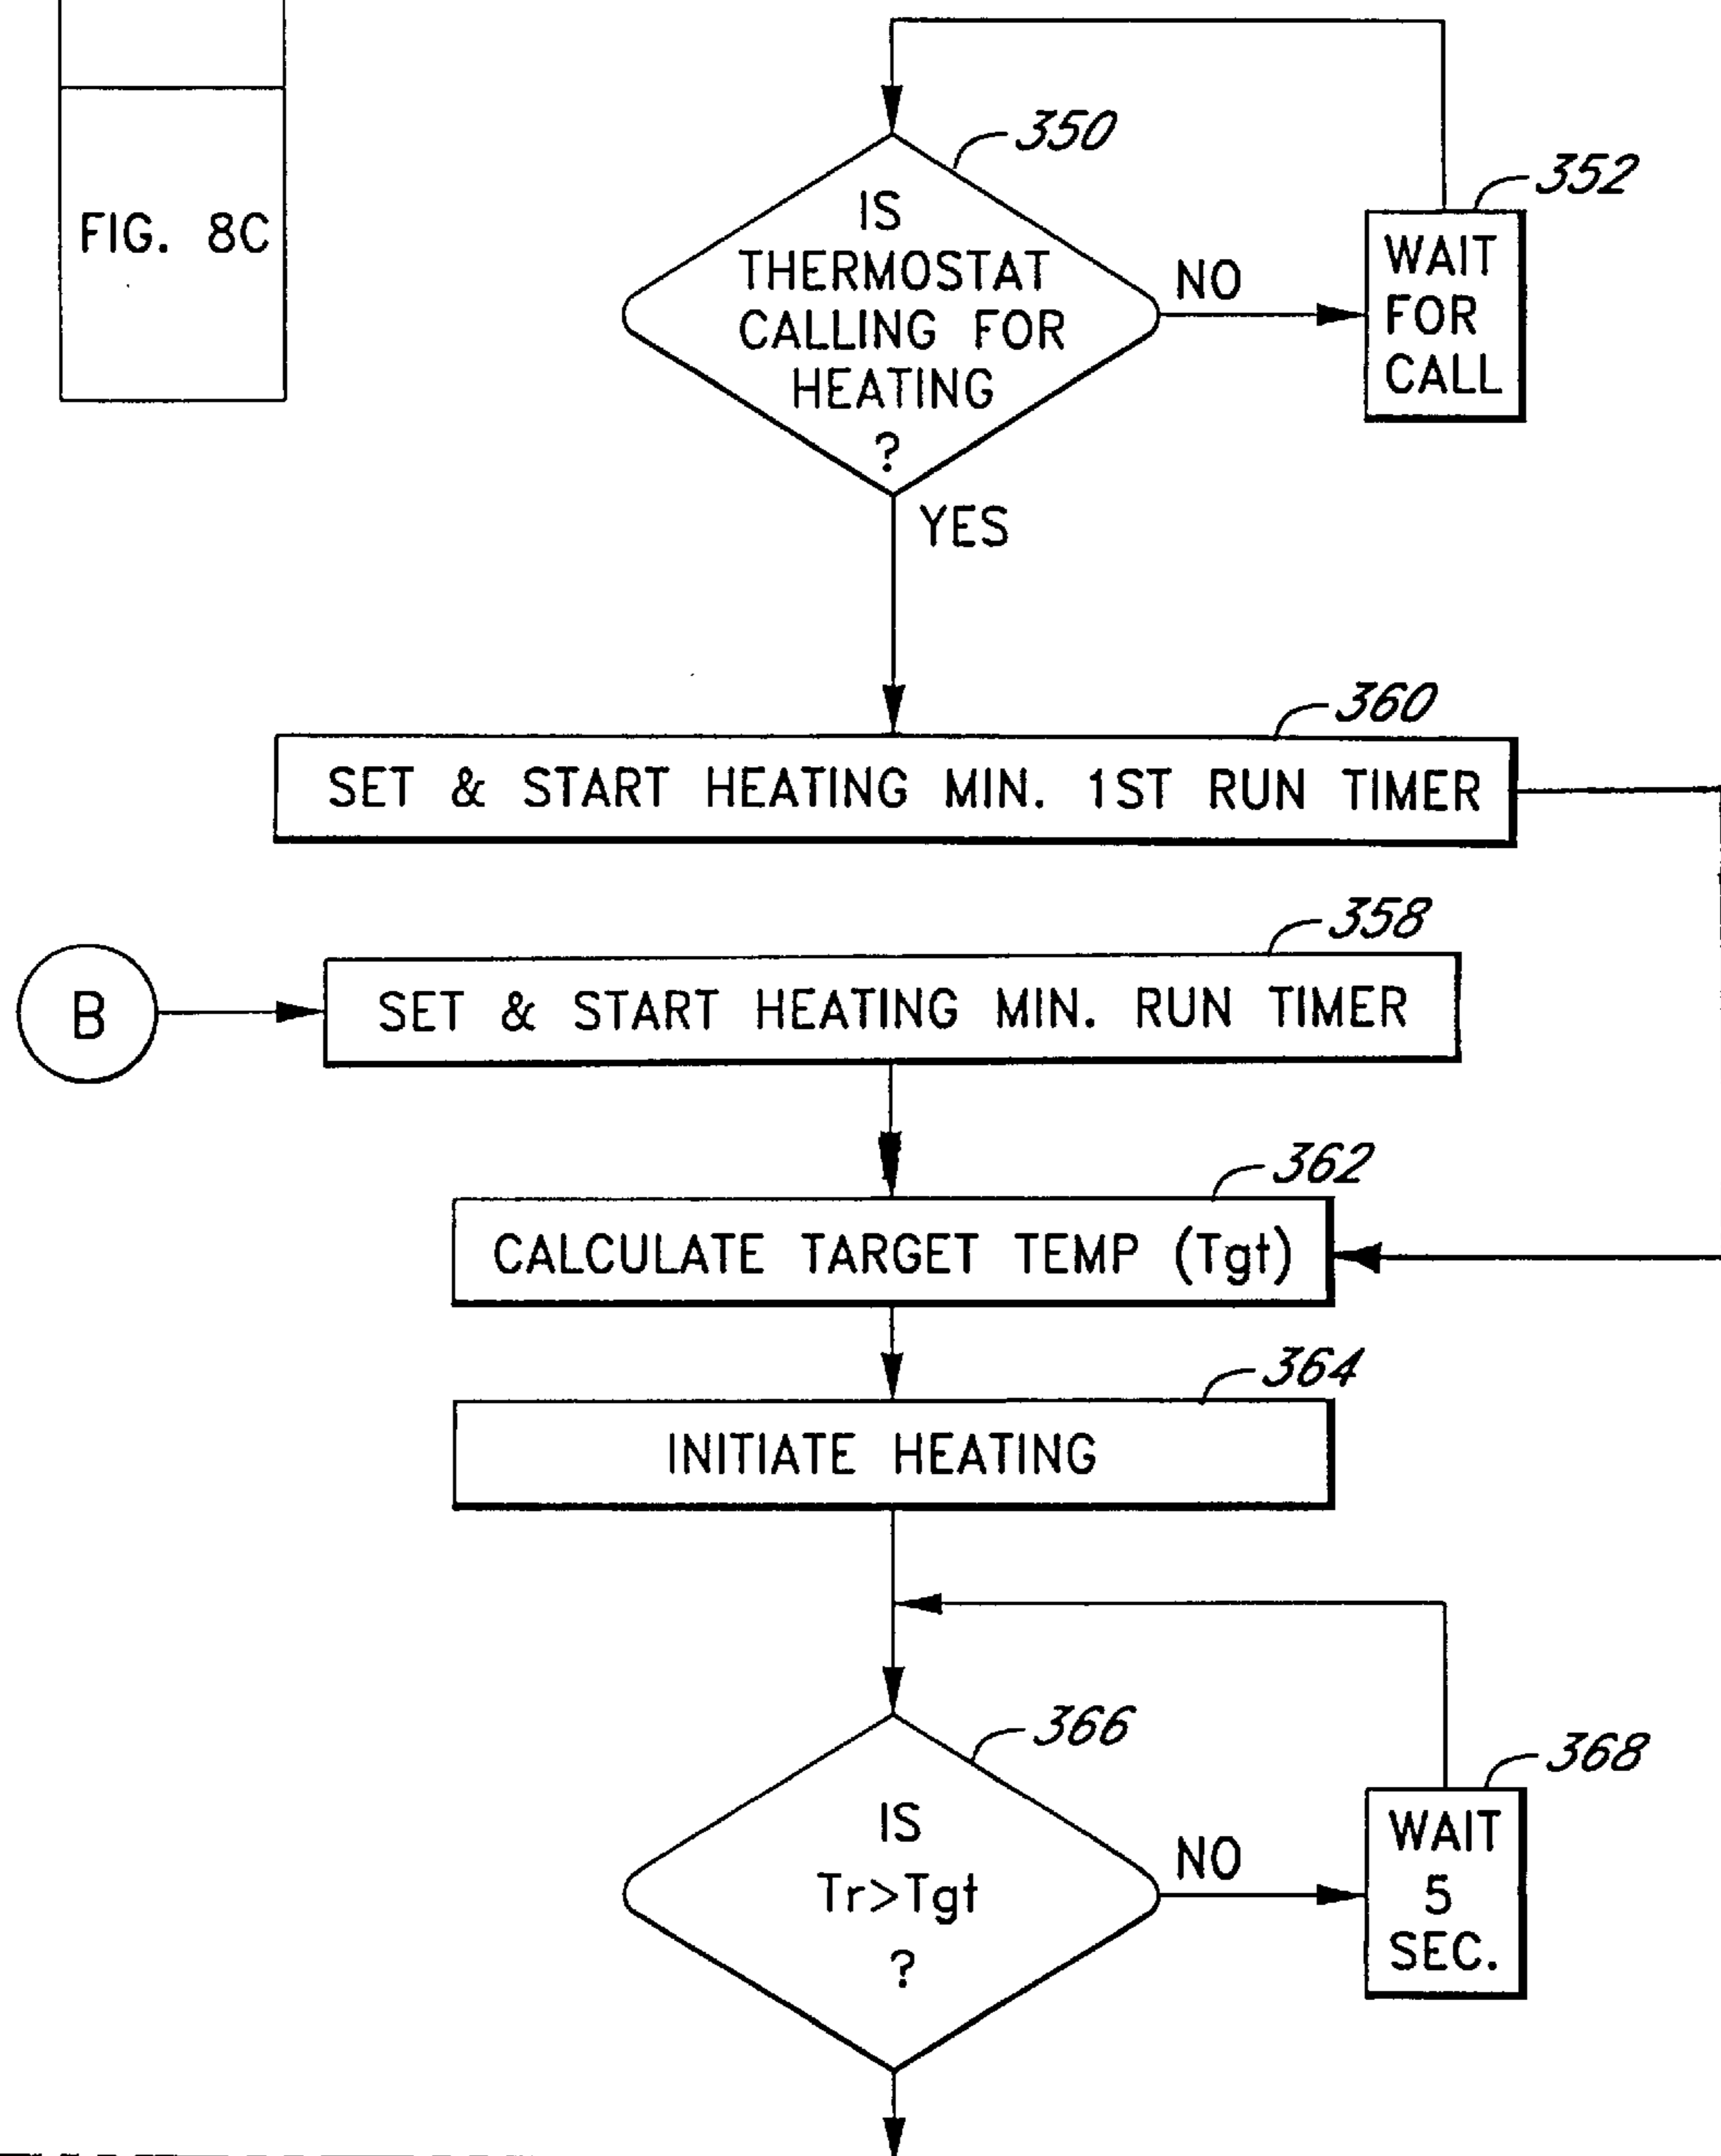 FIG. 8C
350
IS
THERMOSTAT
CALLING FOR
HEATING
?
NO
352
WAIT
FOR
CALL
YES
360
SET & START HEATING MIN. 1ST RUN TIMER
358
B
SET & START HEATING MIN. RUN TIMER
362
CALCULATE TARGET TEMP (Tgt)
364
INITIATE HEATING
366
IS
Tr>Tgt
?
NO
368
WAIT
5
SEC.